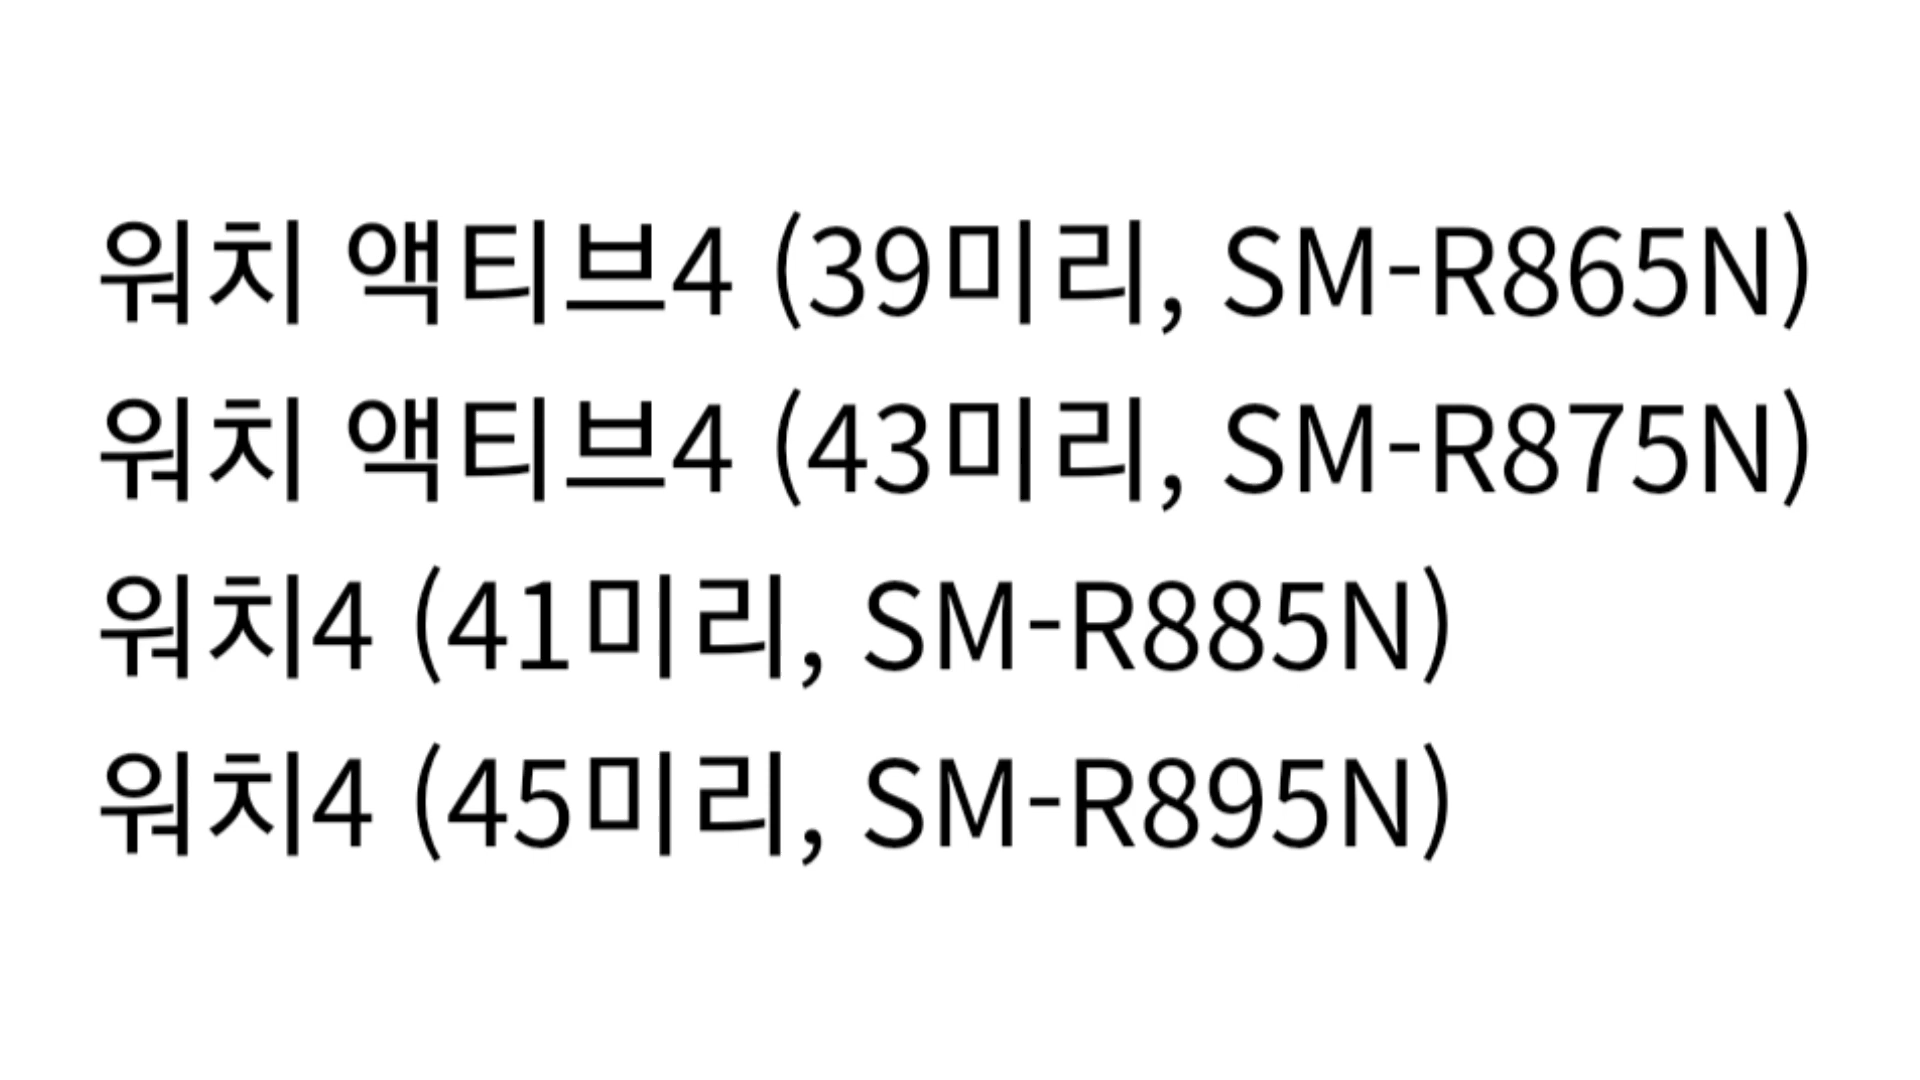 워치 액티브4 (39미리, SM-R865N)
워치 액티브4 (43미리, SM-R875N)
워치4 (41미리, SM-R885N)
워치4 (45미리, SM-R895N)